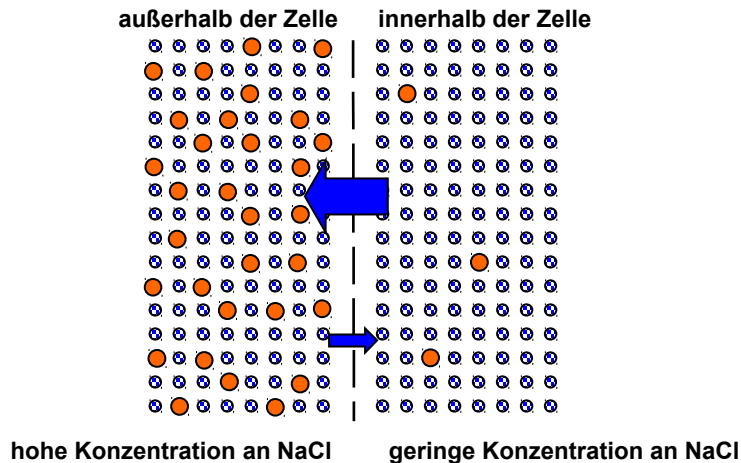 außerhalb der Zelle
innerhalb der Zelle
hohe Konzentration an NaCl
geringe Konzentration an NaCl